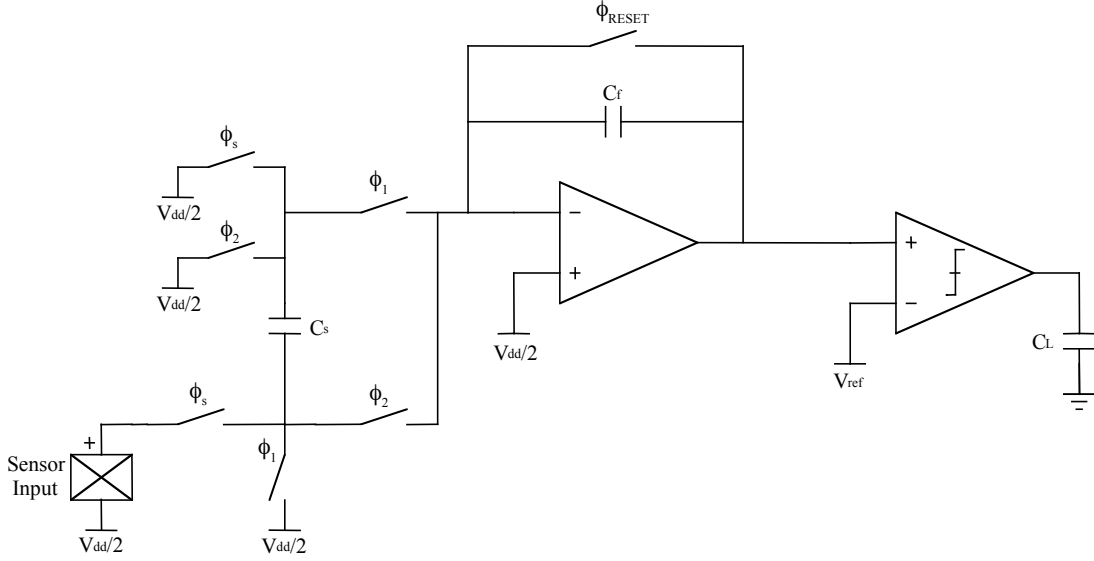 ϕRESET
Cf
ϕs
Vdd/2
ϕ1
ϕ2
Vdd/2
−
+
Vdd/2
+
−
Vref
CL
Cs
ϕs
ϕ2
+
Sensor
Input
ϕ1
Vdd/2
Vdd/2